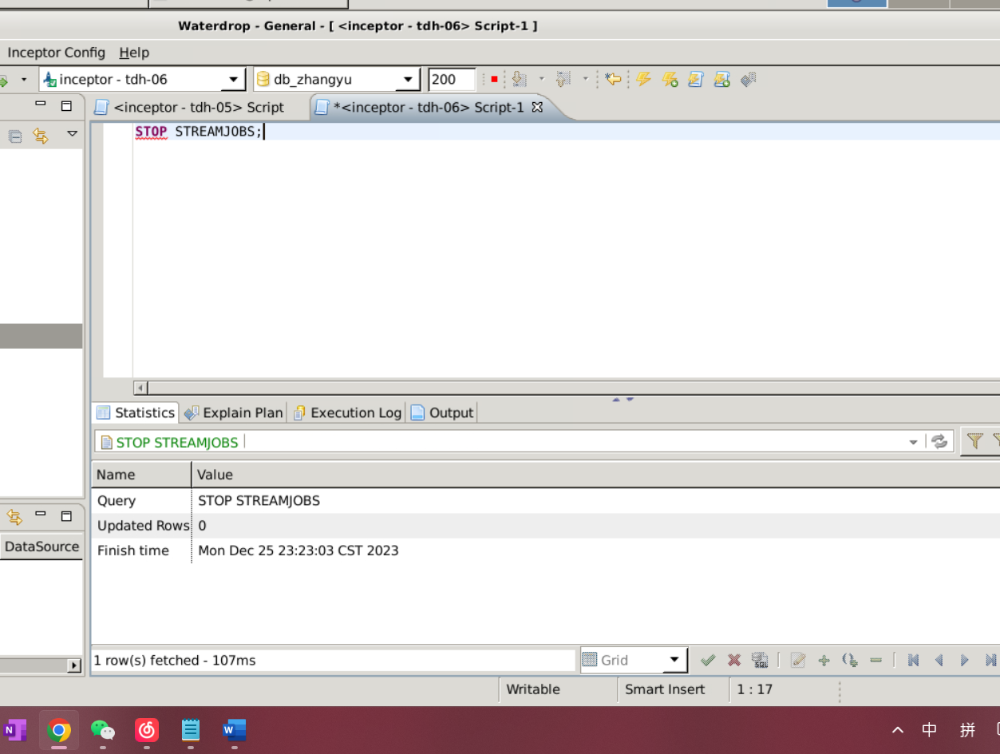 Waterdrop - General - [ <inceptor - tdh-06> Script-1 ]
Inceptor Config Help
inceptor - tdh-06 db_zhangyu 200
<inceptor - tdh-05> Script *<inceptor - tdh-06> Script-1
STOP STREAMJOBS;
Statistics Explain Plan Execution Log Output
STOP STREAMJOBS
Name Value
Query STOP STREAMJOBS
Updated Rows 0
Finish time Mon Dec 25 23:23:03 CST 2023
DataSource
1 row(s) fetched - 107ms Grid SQL
Writable Smart Insert 1 : 17
N W 中 拼